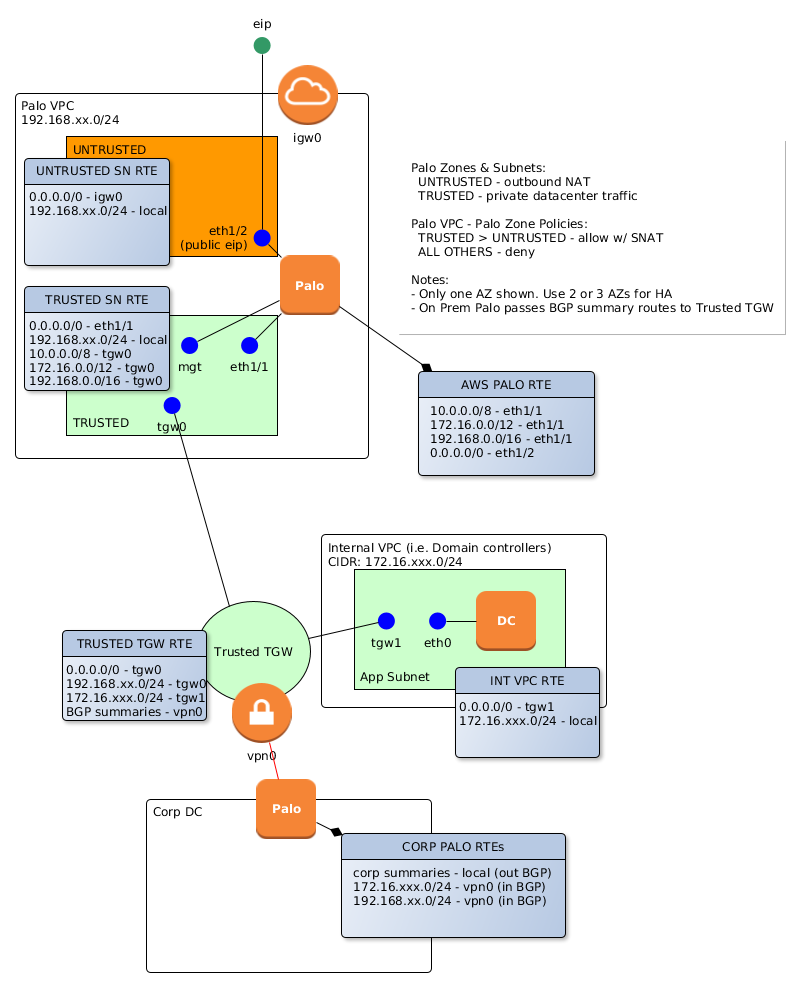 eip
Palo VPC
192.168.xx.0/24
igw0
UNTRUSTED
UNTRUSTED SN RTE
0.0.0.0/0 - igw0
192.168.xx.0/24 - local
eth1/2
(public eip)
Palo
TRUSTED SN RTE
0.0.0.0/0 - eth1/1
192.168.xx.0/24 - local
10.0.0.0/8 - tgw0
172.16.0.0/12 - tgw0
192.168.0.0/16 - tgw0
mgt
eth1/1
TRUSTED
tgw0
Palo Zones & Subnets:
UNTRUSTED - outbound NAT
TRUSTED - private datacenter traffic
Palo VPC - Palo Zone Policies:
TRUSTED > UNTRUSTED - allow w/ SNAT
ALL OTHERS - deny
Notes:
- Only one AZ shown. Use 2 or 3 AZs for HA
- On Prem Palo passes BGP summary routes to Trusted TGW
AWS PALO RTE
10.0.0.0/8 - eth1/1
172.16.0.0/12 - eth1/1
192.168.0.0/16 - eth1/1
0.0.0.0/0 - eth1/2
Internal VPC (i.e. Domain controllers)
CIDR: 172.16.xxx.0/24
tgw1
eth0
DC
App Subnet
INT VPC RTE
0.0.0.0/0 - tgw1
172.16.xxx.0/24 - local
Trusted TGW
TRUSTED TGW RTE
0.0.0.0/0 - tgw0
192.168.xx.0/24 - tgw0
172.16.xxx.0/24 - tgw1
BGP summaries - vpn0
vpn0
Palo
Corp DC
CORP PALO RTEs
corp summaries - local (out BGP)
172.16.xxx.0/24 - vpn0 (in BGP)
192.168.xx.0/24 - vpn0 (in BGP)